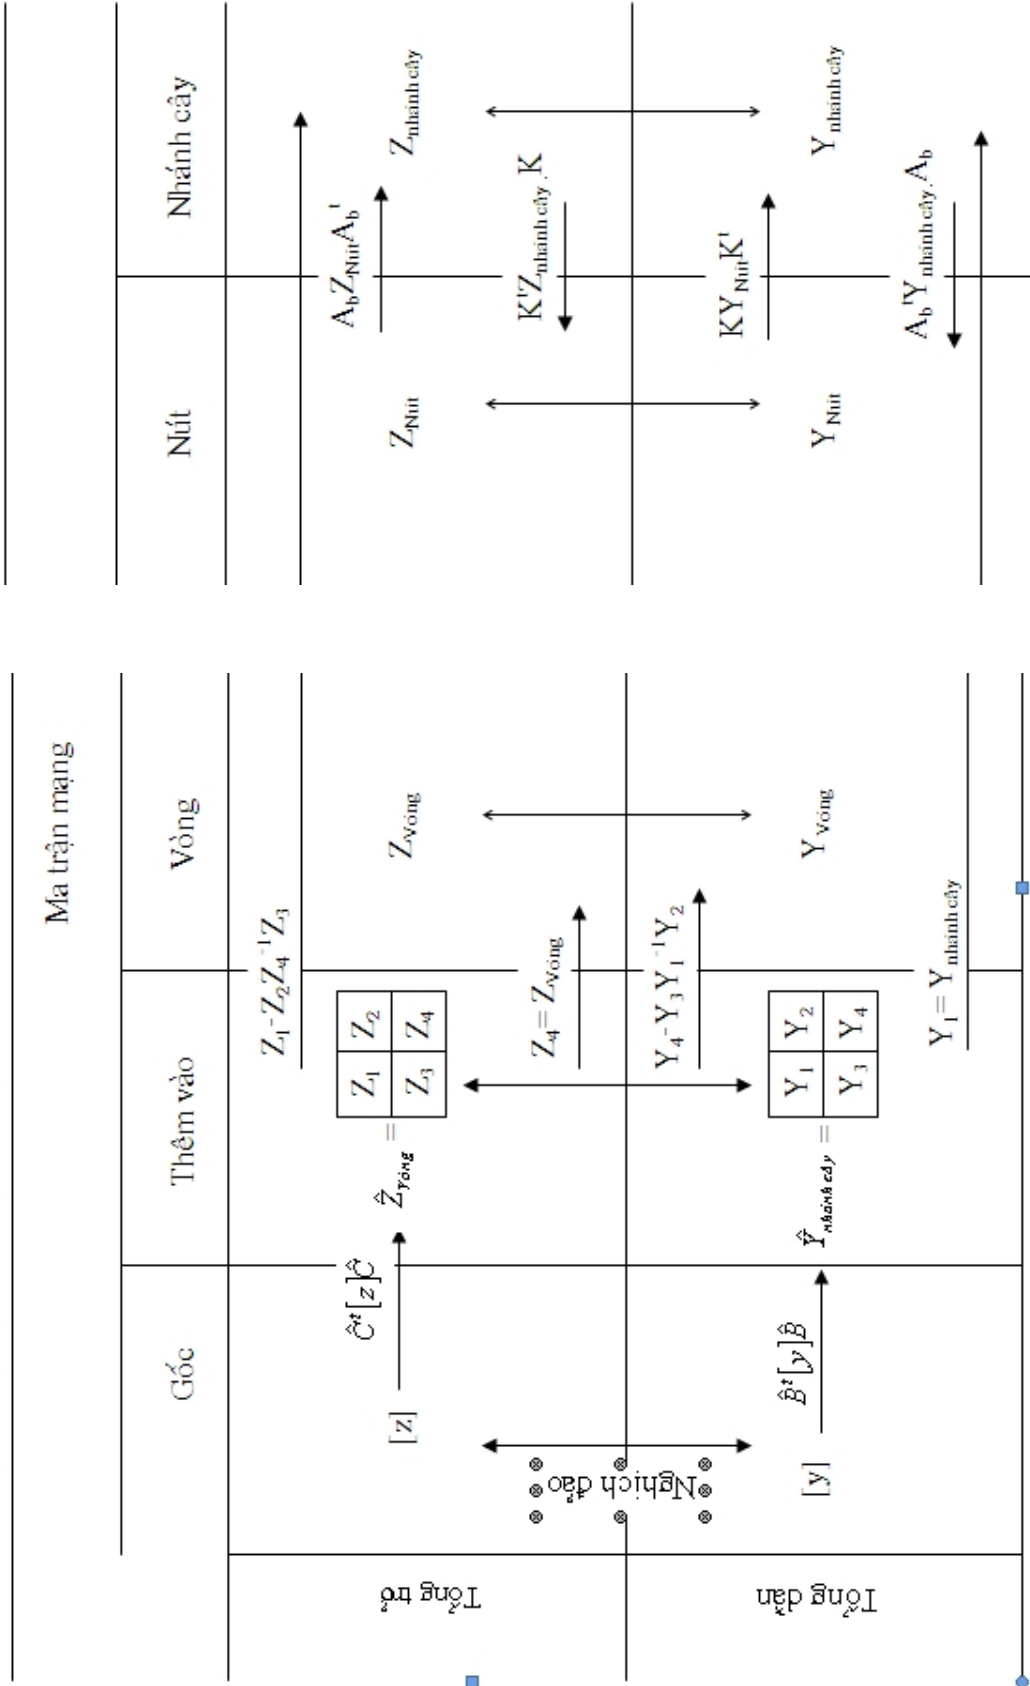 Ma trận mạng
Gốc
Thêm vào
Vòng
Nút
Nhánh cây
Tổng trở
[z]
Ĉᵗ[z]Ĉ
Ẑ_Vòng =
Z₁ Z₂
Z₃ Z₄
Z₁-Z₂Z₄⁻¹Z₃
Z₄= Z_Vòng
Z_Vòng
Z_Nút
A_bZ_NútA_bᵗ
KᵗZ_nhánh cây.K
Z_nhánh cây
Nghịch đảo
Tổng dẫn
[y]
B̂ᵗ[y]B̂
Ŷ_nhánh cây =
Y₁ Y₂
Y₃ Y₄
Y₄-Y₃Y₁⁻¹Y₂
Y₁= Y_nhánh cây
Y_Vòng
Y_Nút
KY_NútKᵗ
A_bᵗY_nhánh cây.A_b
Y_nhánh cây